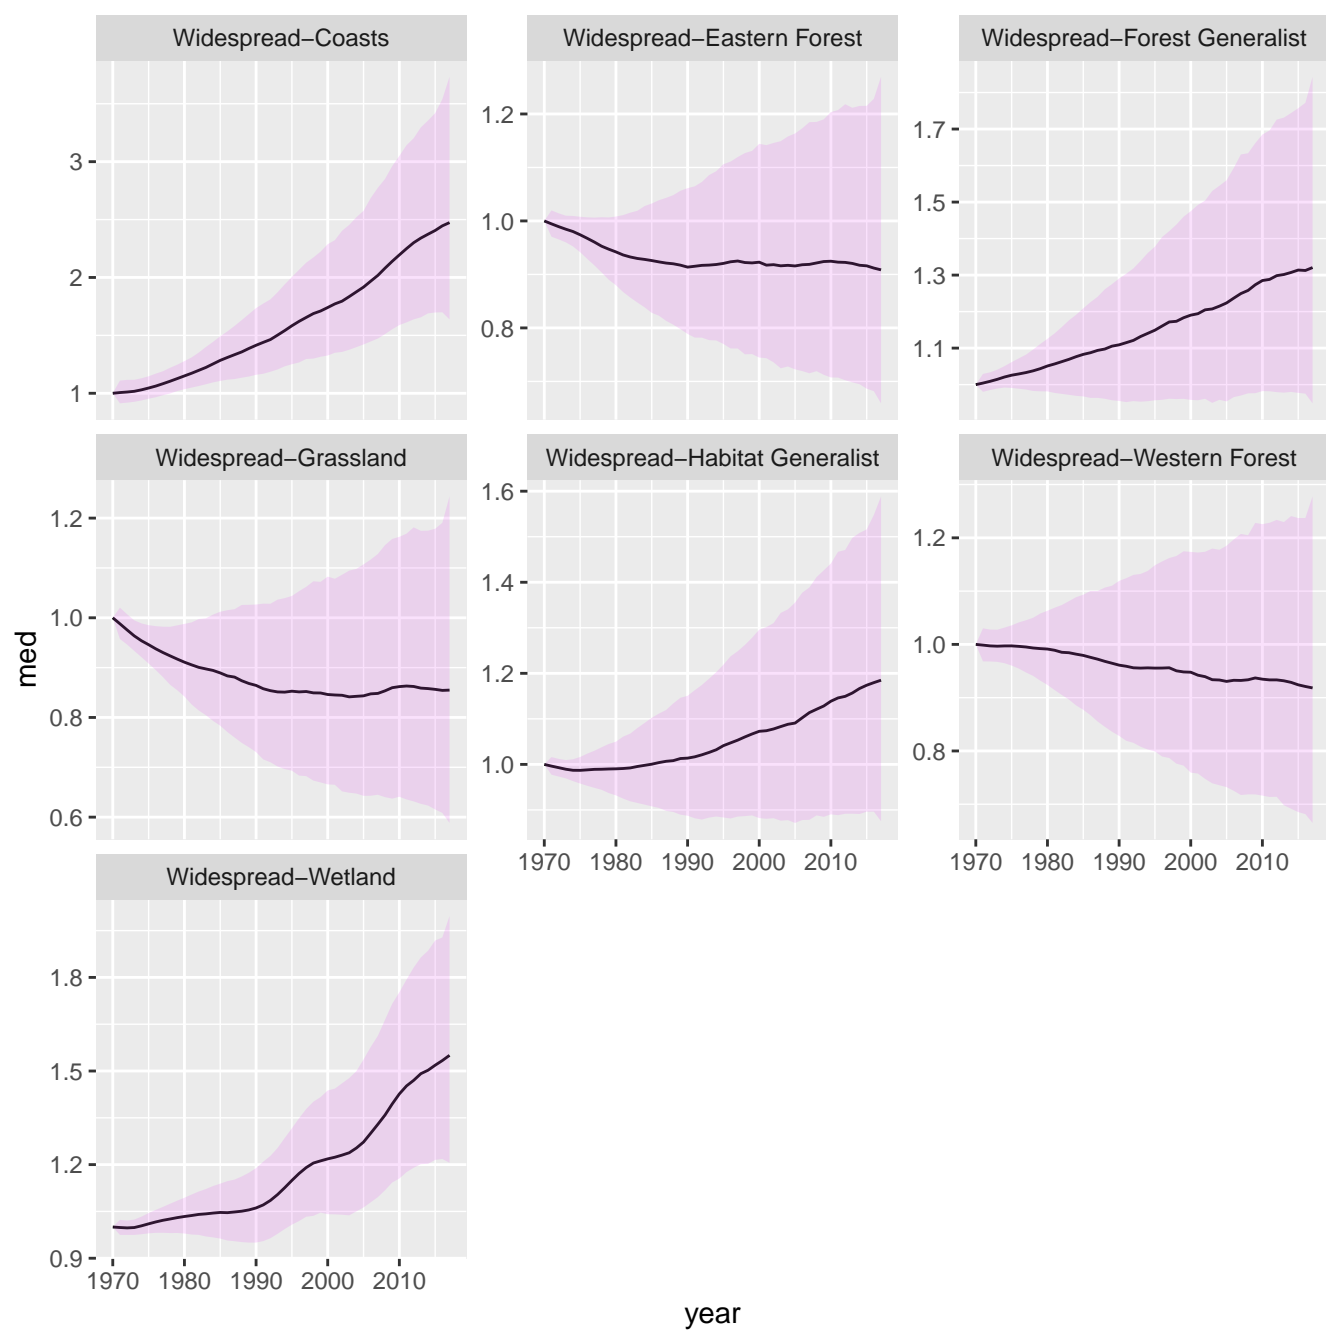 Widespread–Coasts
Widespread–Eastern Forest
Widespread–Forest Generalist
3
2
1
1.2
1.0
0.8
1.7
1.5
1.3
1.1
Widespread–Grassland
Widespread–Habitat Generalist
Widespread–Western Forest
1.2
1.0
0.8
0.6
1.6
1.4
1.2
1.0
1.2
1.0
0.8
med
1970 1980 1990 2000 2010
1970 1980 1990 2000 2010
Widespread–Wetland
1.8
1.5
1.2
0.9
1970 1980 1990 2000 2010
year